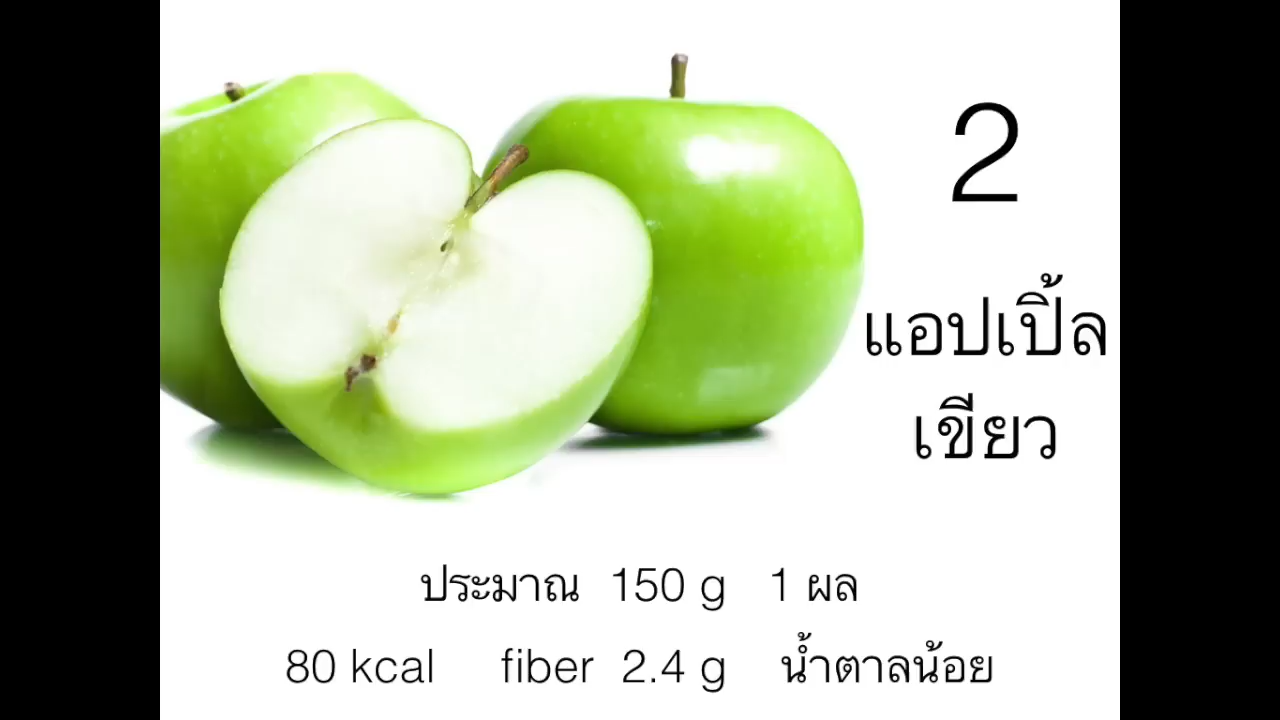 2
แอปเปิ้ล
เขียว
ประมาณ 150 g 1 ผล
80 kcal fiber 2.4 g น้ำตาลน้อย